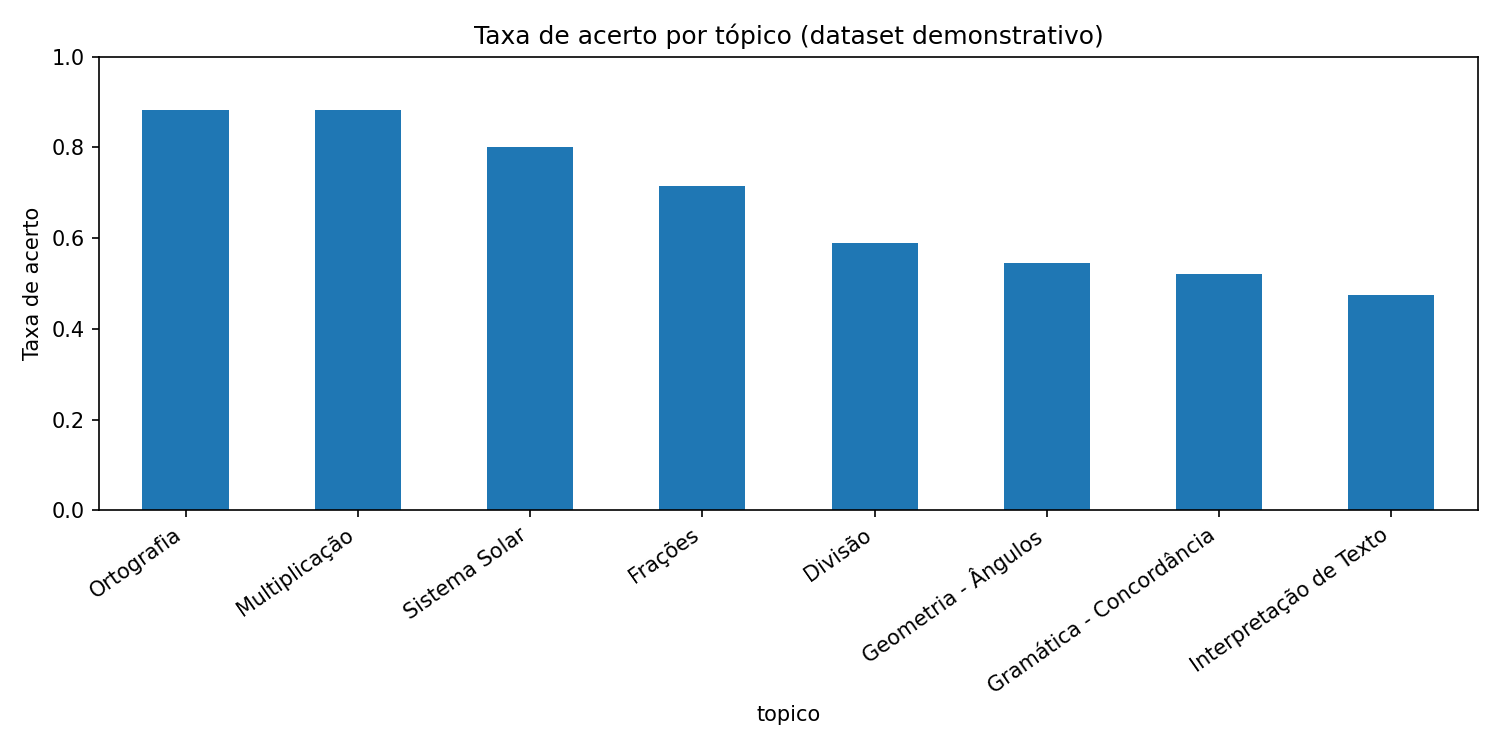 Taxa de acerto por tópico (dataset demonstrativo)
Taxa de acerto
1.0
0.8
0.6
0.4
0.2
0.0
Ortografia
Multiplicação
Sistema Solar
Frações
Divisão
Geometria - Ângulos
Gramática - Concordância
Interpretação de Texto
topico